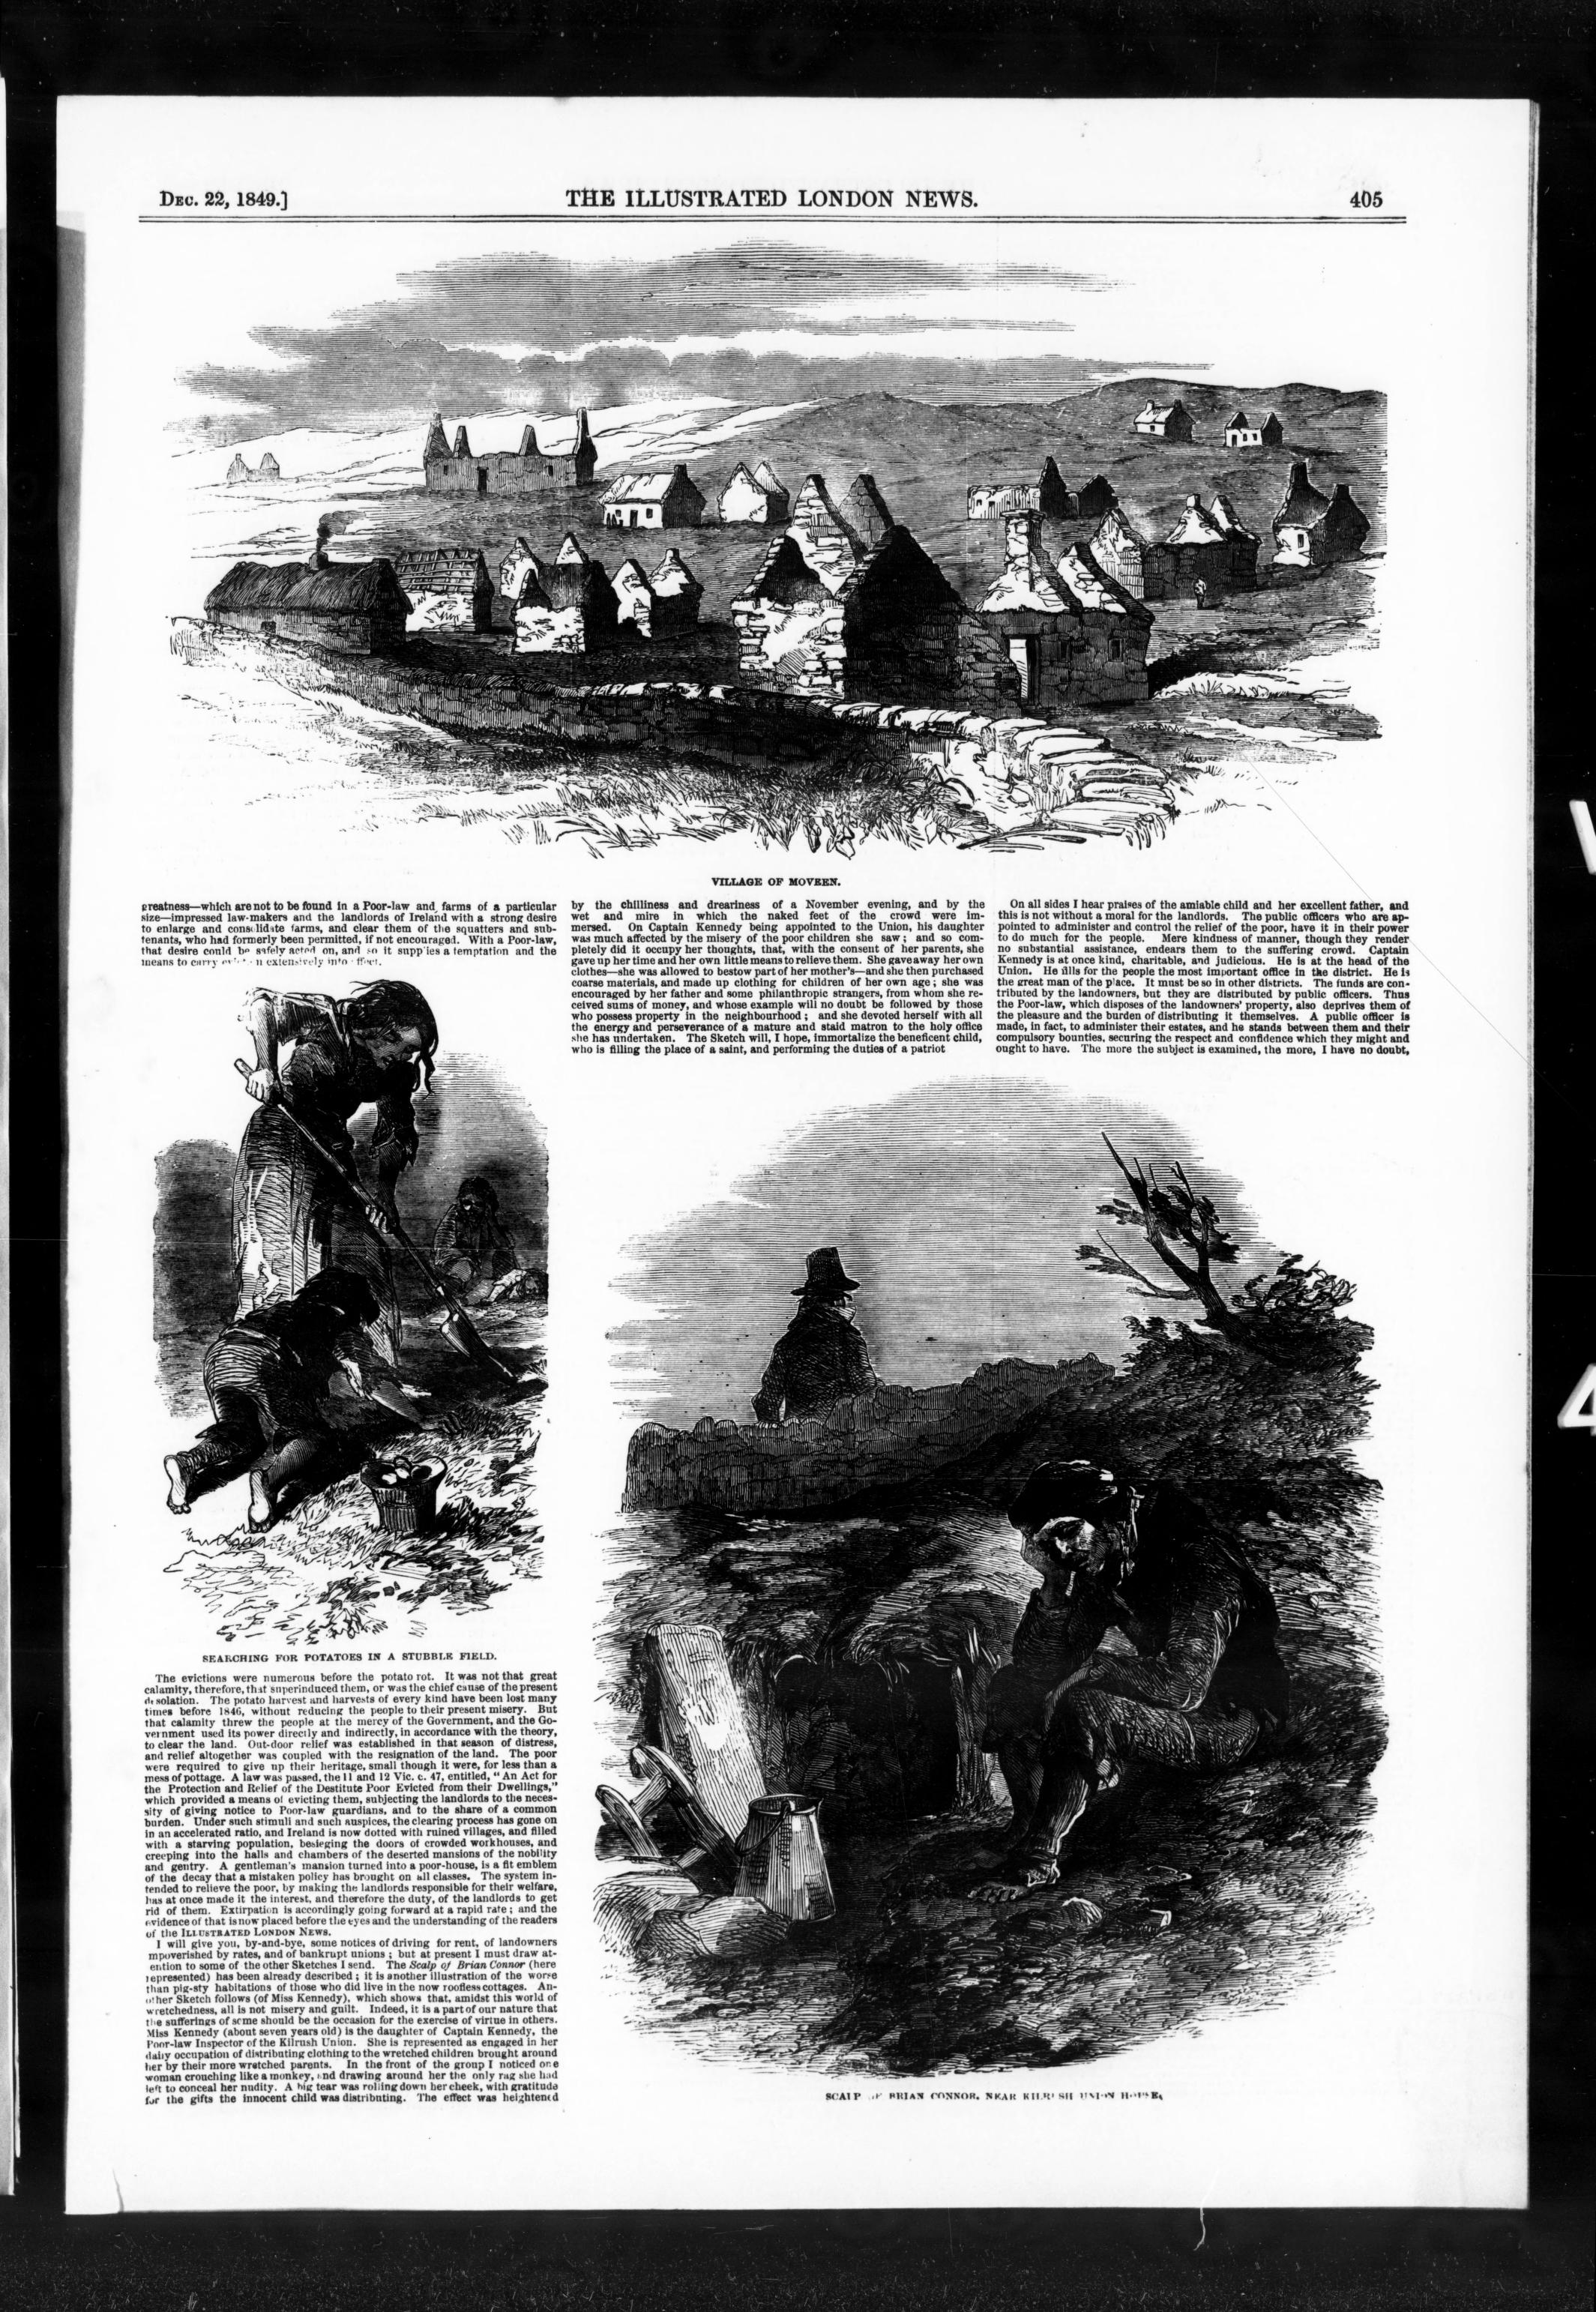 DEC. 22, 1849.]
THE ILLUSTRATED LONDON NEWS.
405
VILLAGE OF MOVEEN.
greatness—which are not to be found in a Poor-law and farms of a particular
size—impressed law-makers and the landlords of Ireland with a strong desire
to enlarge and consolidate farms, and clear them of the squatters and sub-
tenants, who had formerly been permitted, if not encouraged. With a Poor-law,
that desire could be safely acted on, and so it supplies a temptation and the
means to carry extensively into effect.
SEARCHING FOR POTATOES IN A STUBBLE FIELD.
The evictions were numerous before the potato rot. It was not that great
calamity, therefore, that superinduced them, or was the chief cause of the present
desolation. The potato harvest and harvests of every kind have been lost many
times before 1846, without reducing the people to their present misery. But
that calamity threw the people at the mercy of the Government, and the Go-
vernment used its power directly and indirectly, in accordance with the theory,
to clear the land. Out-door relief was established in that season of distress,
and relief altogether was coupled with the resignation of the land. The poor
were required to give up their heritage, small though it were, for less than a
mess of pottage. A law was passed, the 11 and 12 Vic. c. 47, entitled, "An Act for
the Protection and Relief of the Destitute Poor Evicted from their Dwellings,"
which provided a means of evicting them, subjecting the landlords to the neces-
sity of giving notice to Poor-law guardians, and to the share of a common
burden. Under such stimuli and such auspices, the clearing process has gone on
in an accelerated ratio, and Ireland is now dotted with ruined villages, and filled
with a starving population, besieging the doors of crowded workhouses, and
creeping into the halls and chambers of the deserted mansions of the nobility
and gentry. A gentleman's mansion turned into a poor-house, is a fit emblem
of the decay that a mistaken policy has brought on all classes. The system in-
tended to relieve the poor, by making the landlords responsible for their welfare,
has at once made it the interest, and therefore the duty, of the landlords to get
rid of them. Extirpation is accordingly going forward at a rapid rate; and the
evidence of that is now placed before the eyes and the understanding of the readers
of the ILLUSTRATED LONDON NEWS.
I will give you, by-and-bye, some notices of driving for rent, of landowners
mpoverished by rates, and of bankrupt unions; but at present I must draw at-
ention to some of the other Sketches I send. The Scalp of Brian Connor (here
represented) has been already described; it is another illustration of the worse
than pig-sty habitations of those who did live in the now roofless cottages. An-
other Sketch follows (of Miss Kennedy), which shows that, amidst this world of
wretchedness, all is not misery and guilt. Indeed, it is a part of our nature that
the sufferings of some should be the occasion for the exercise of virtue in others.
Miss Kennedy (about seven years old) is the daughter of Captain Kennedy, the
Poor-law Inspector of the Kilrush Union. She is represented as engaged in her
daily occupation of distributing clothing to the wretched children brought around
her by their more wretched parents. In the front of the group I noticed one
woman crouching like a monkey, and drawing around her the only rag she had
left to conceal her nudity. A big tear was rolling down her cheek, with gratitude
for the gifts the innocent child was distributing. The effect was heightened
by the chilliness and dreariness of a November evening, and by the
wet and mire in which the naked feet of the crowd were im-
mersed. On Captain Kennedy being appointed to the Union, his daughter
was much affected by the misery of the poor children she saw; and so com-
pletely did it occupy her thoughts, that, with the consent of her parents, she
gave up her time and her own little means to relieve them. She gave away her own
clothes—she was allowed to bestow part of her mother's—and she then purchased
coarse materials, and made up clothing for children of her own age; she was
encouraged by her father and some philanthropic strangers, from whom she re-
ceived sums of money, and whose example will no doubt be followed by those
who possess property in the neighbourhood; and she devoted herself with all
the energy and perseverance of a mature and staid matron to the holy office
she has undertaken. The Sketch will, I hope, immortalize the beneficent child,
who is filling the place of a saint, and performing the duties of a patriot
On all sides I hear praises of the amiable child and her excellent father, and
this is not without a moral for the landlords. The public officers who are ap-
pointed to administer and control the relief of the poor, have it in their power
to do much for the people. Mere kindness of manner, though they render
no substantial assistance, endears them to the suffering crowd. Captain
Kennedy is at once kind, charitable, and judicious. He is at the head of the
Union. He fills for the people the most important office in the district. He is
the great man of the place. It must be so in other districts. The funds are con-
tributed by the landowners, but they are distributed by public officers. Thus
the Poor-law, which disposes of the landowners' property, also deprives them of
the pleasure and the burden of distributing it themselves. A public officer is
made, in fact, to administer their estates, and he stands between them and their
compulsory bounties, securing the respect and confidence which they might and
ought to have. The more the subject is examined, the more, I have no doubt,
SCALP OF BRIAN CONNOR, NEAR KILRUSH UNION HOUSE.
4